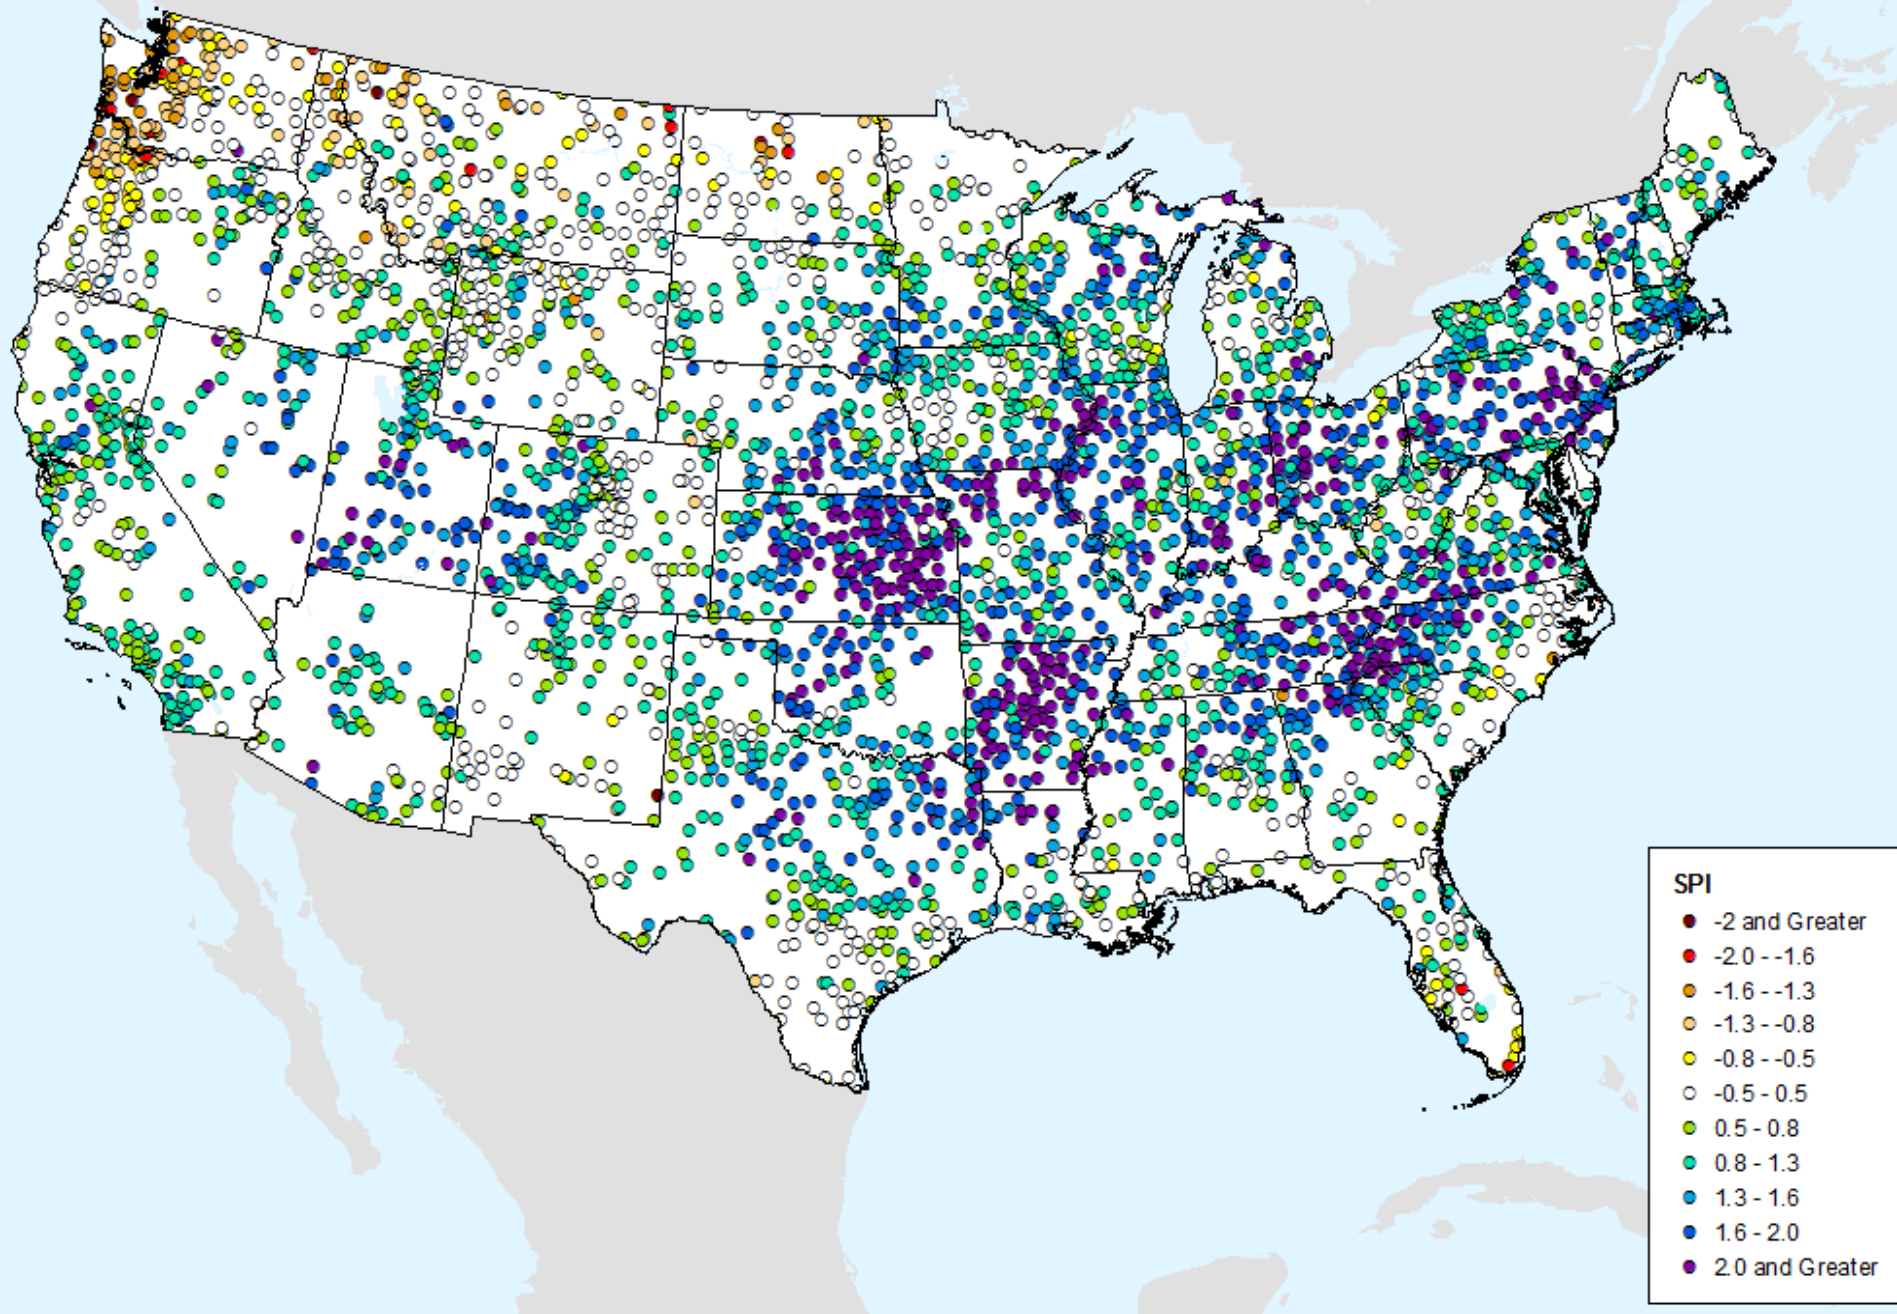 SPI
-2 and Greater
-2.0 - -1.6
-1.6 - -1.3
-1.3 - -0.8
-0.8 - -0.5
-0.5 - 0.5
0.5 - 0.8
0.8 - 1.3
1.3 - 1.6
1.6 - 2.0
2.0 and Greater